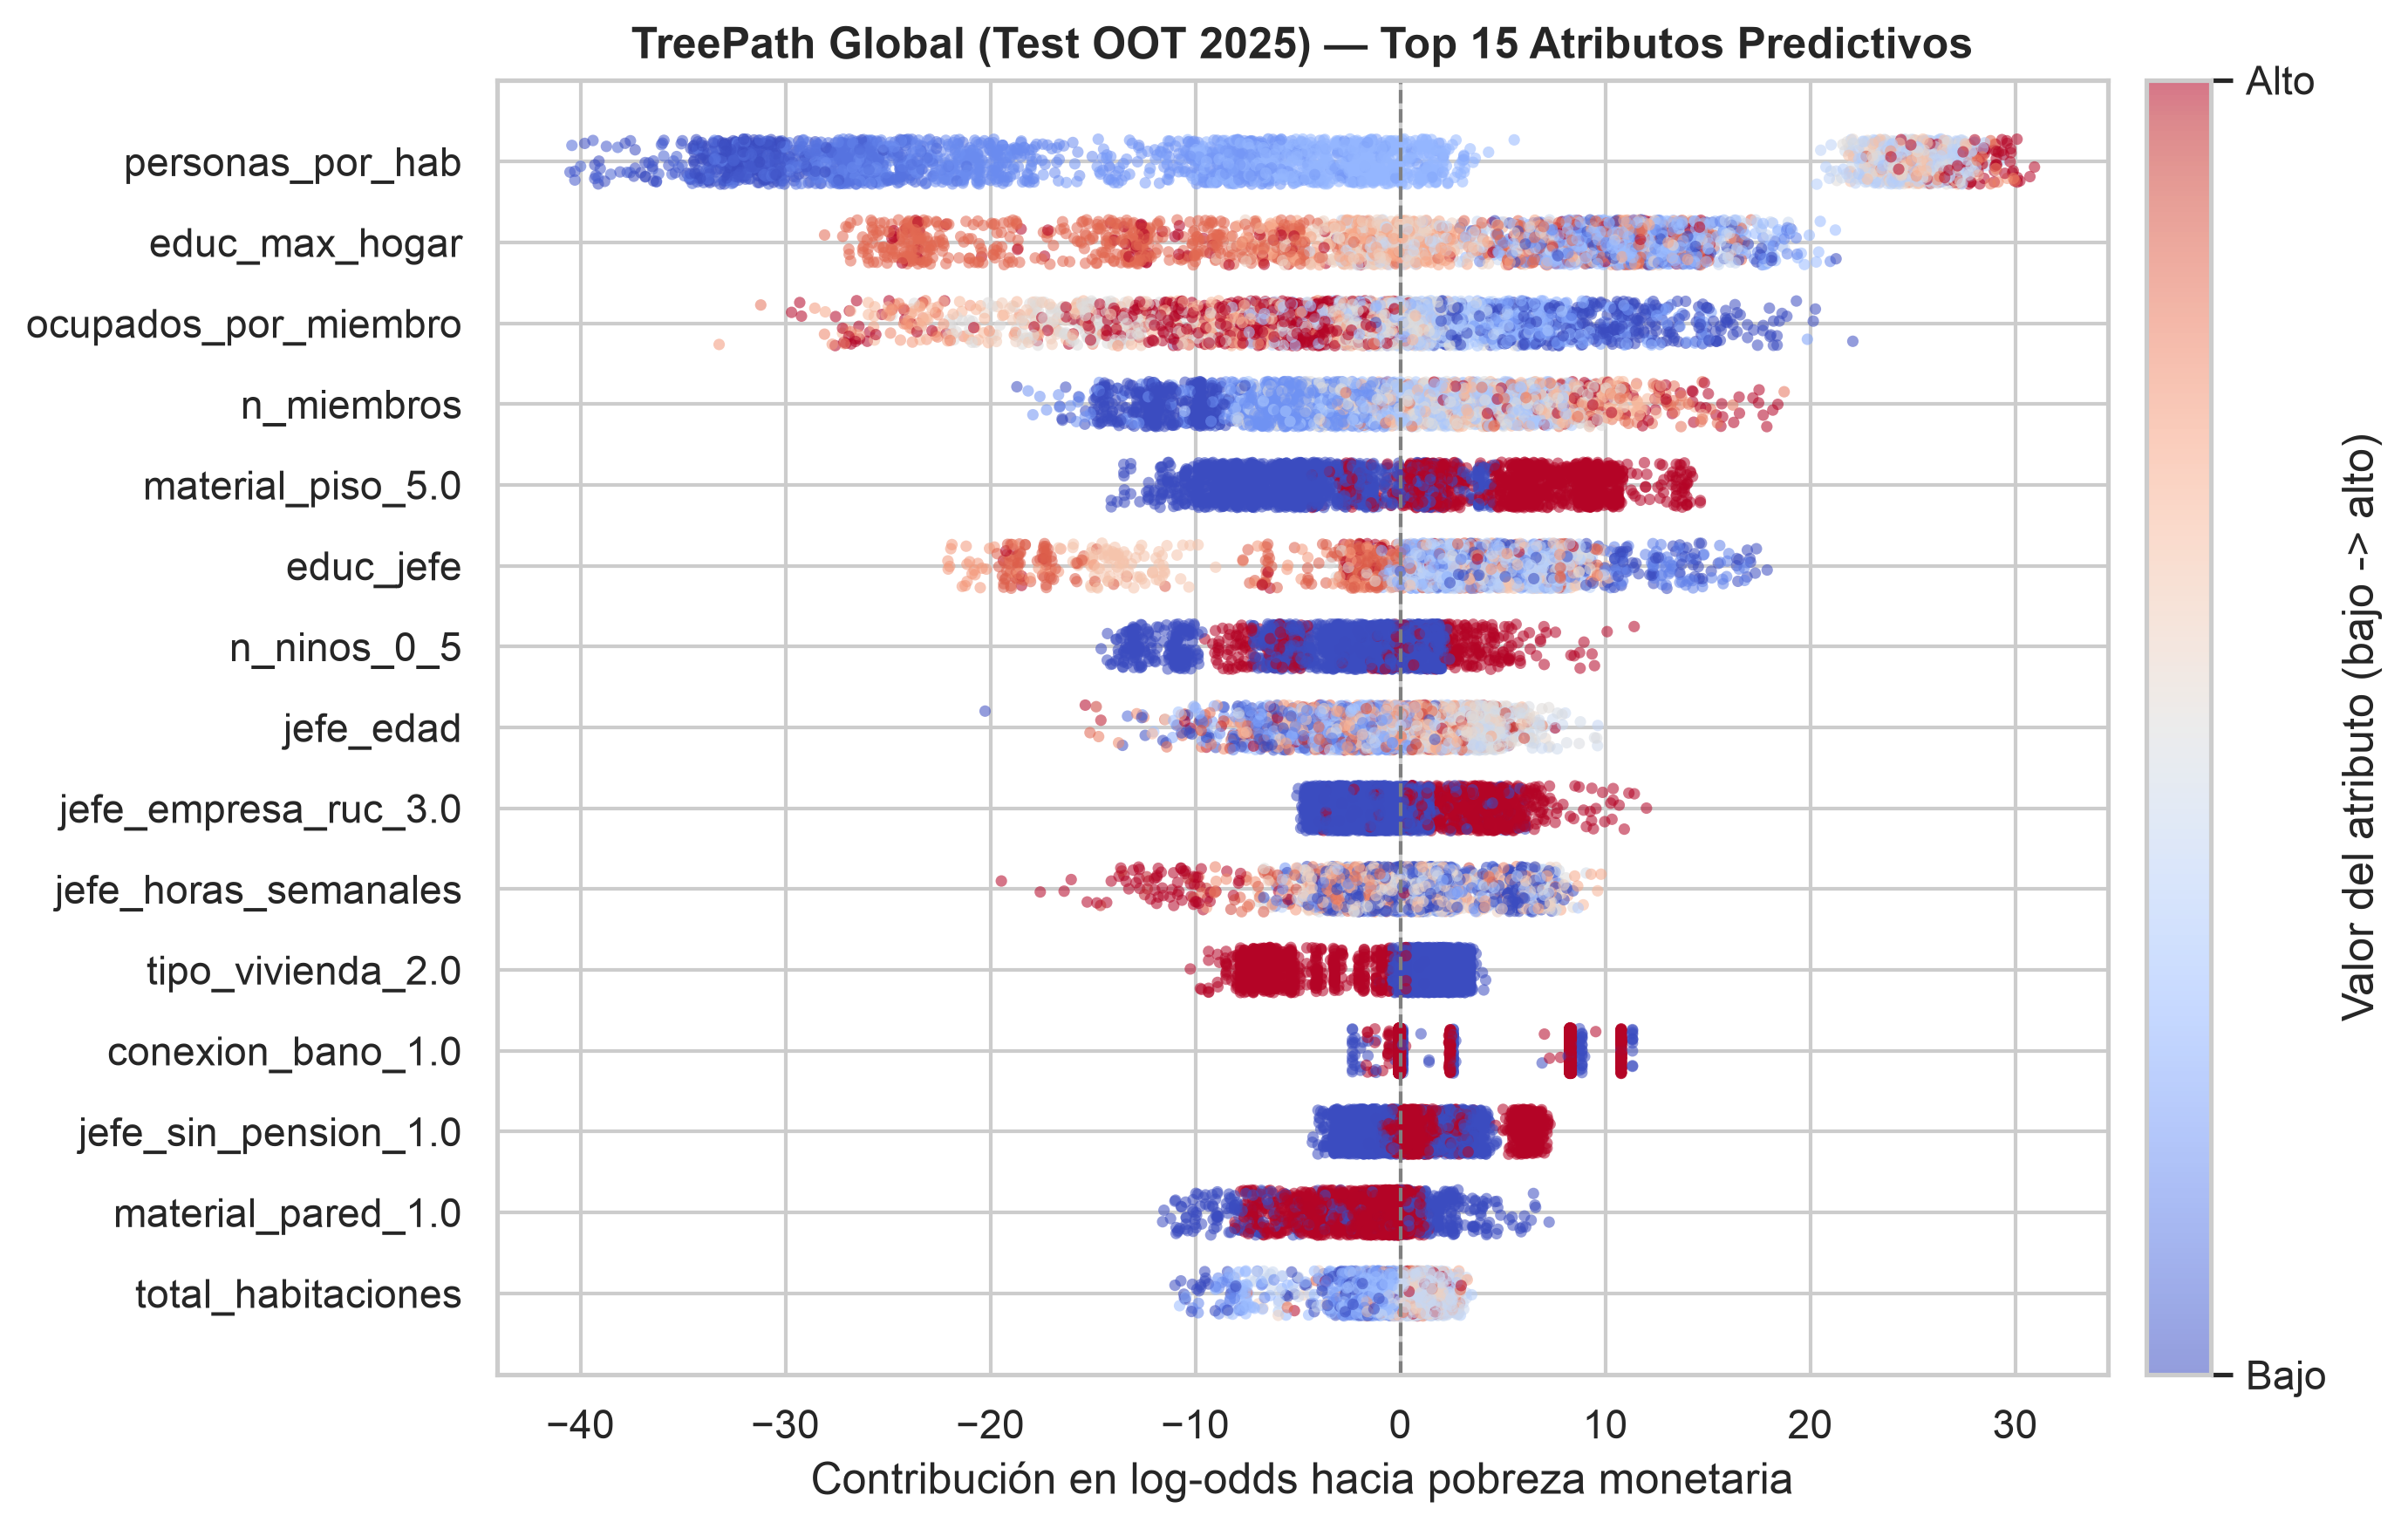 TreePath Global (Test OOT 2025) — Top 15 Atributos Predictivos
personas_por_hab
educ_max_hogar
ocupados_por_miembro
n_miembros
material_piso_5.0
educ_jefe
n_ninos_0_5
jefe_edad
jefe_empresa_ruc_3.0
jefe_horas_semanales
tipo_vivienda_2.0
conexion_bano_1.0
jefe_sin_pension_1.0
material_pared_1.0
total_habitaciones
−40 −30 −20 −10 0 10 20 30
Contribución en log-odds hacia pobreza monetaria
Alto
Bajo
Valor del atributo (bajo -> alto)